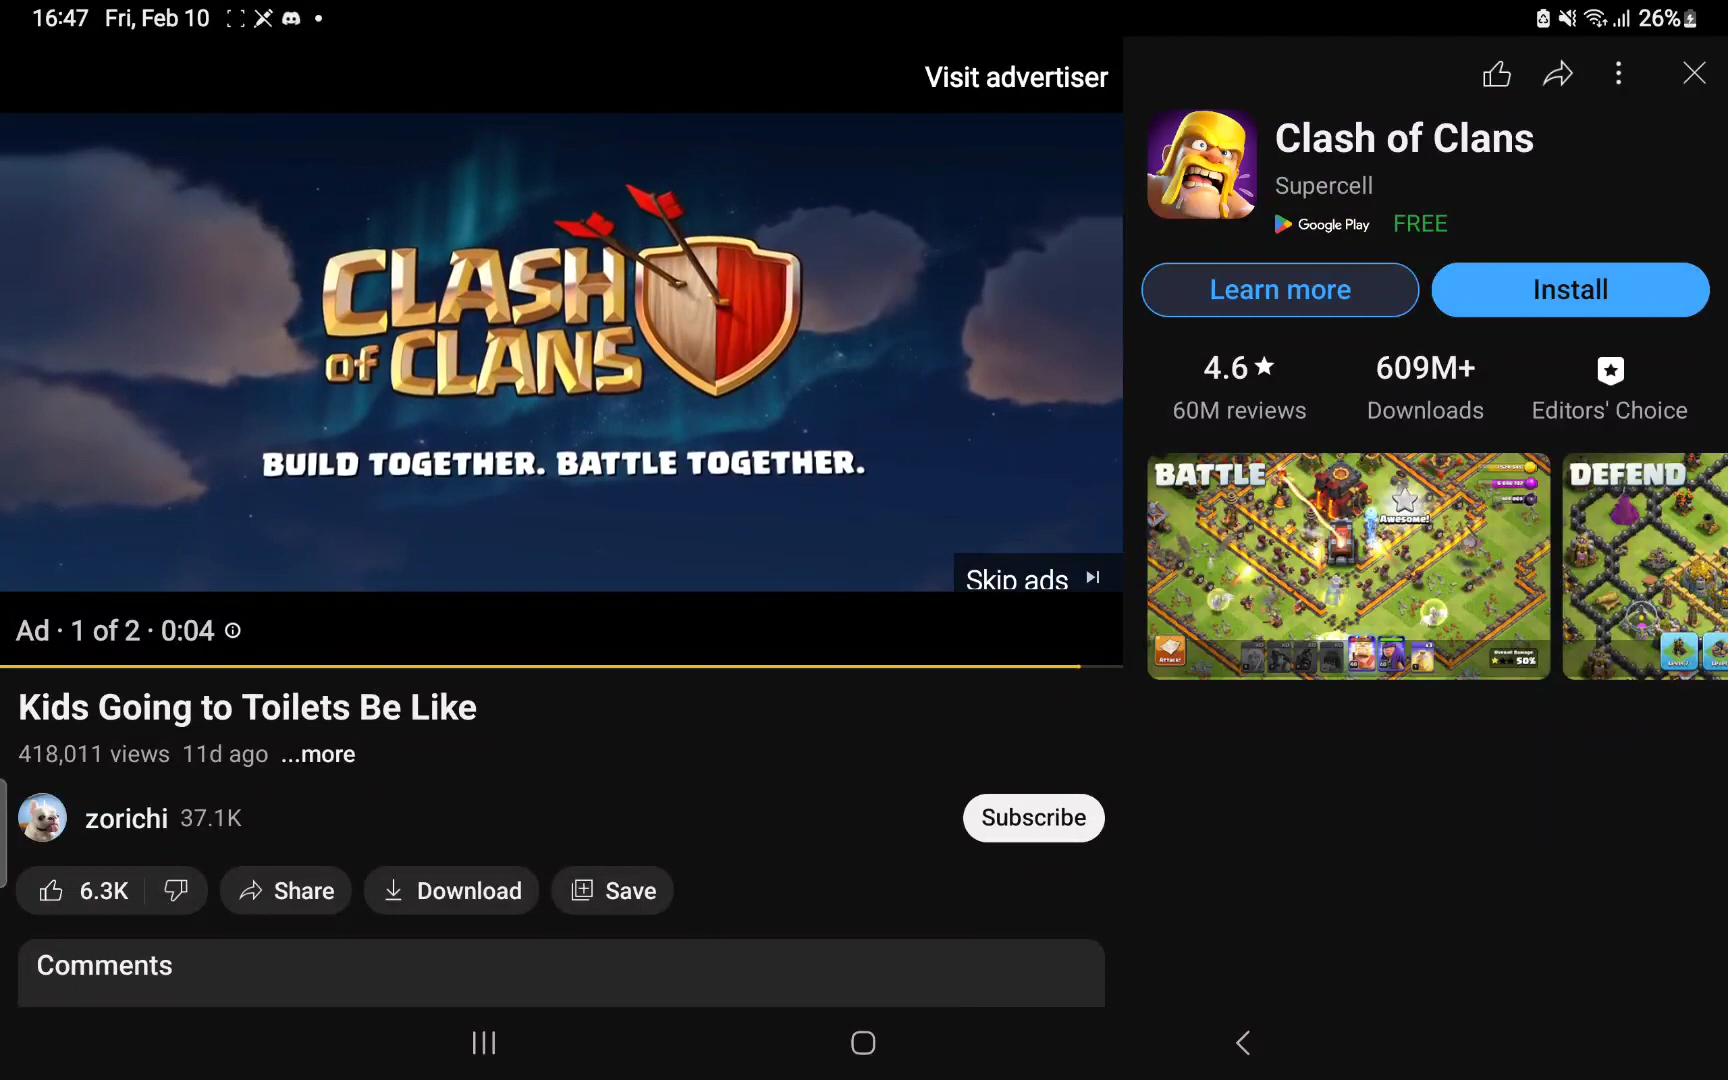 16:47 Fri, Feb 10
26%
Visit advertiser
CLASH
OF CLANS
BUILD TOGETHER. BATTLE TOGETHER.
Skip ads
Ad · 1 of 2 · 0:04
Kids Going to Toilets Be Like
418,011 views 11d ago ...more
zorichi 37.1K
Subscribe
6.3K
Share
Download
Save
Comments
Clash of Clans
Supercell
Google Play FREE
Learn more
Install
4.6★
60M reviews
609M+
Downloads
Editors' Choice
BATTLE
Awesome!
Attack!
50%
DEFEND